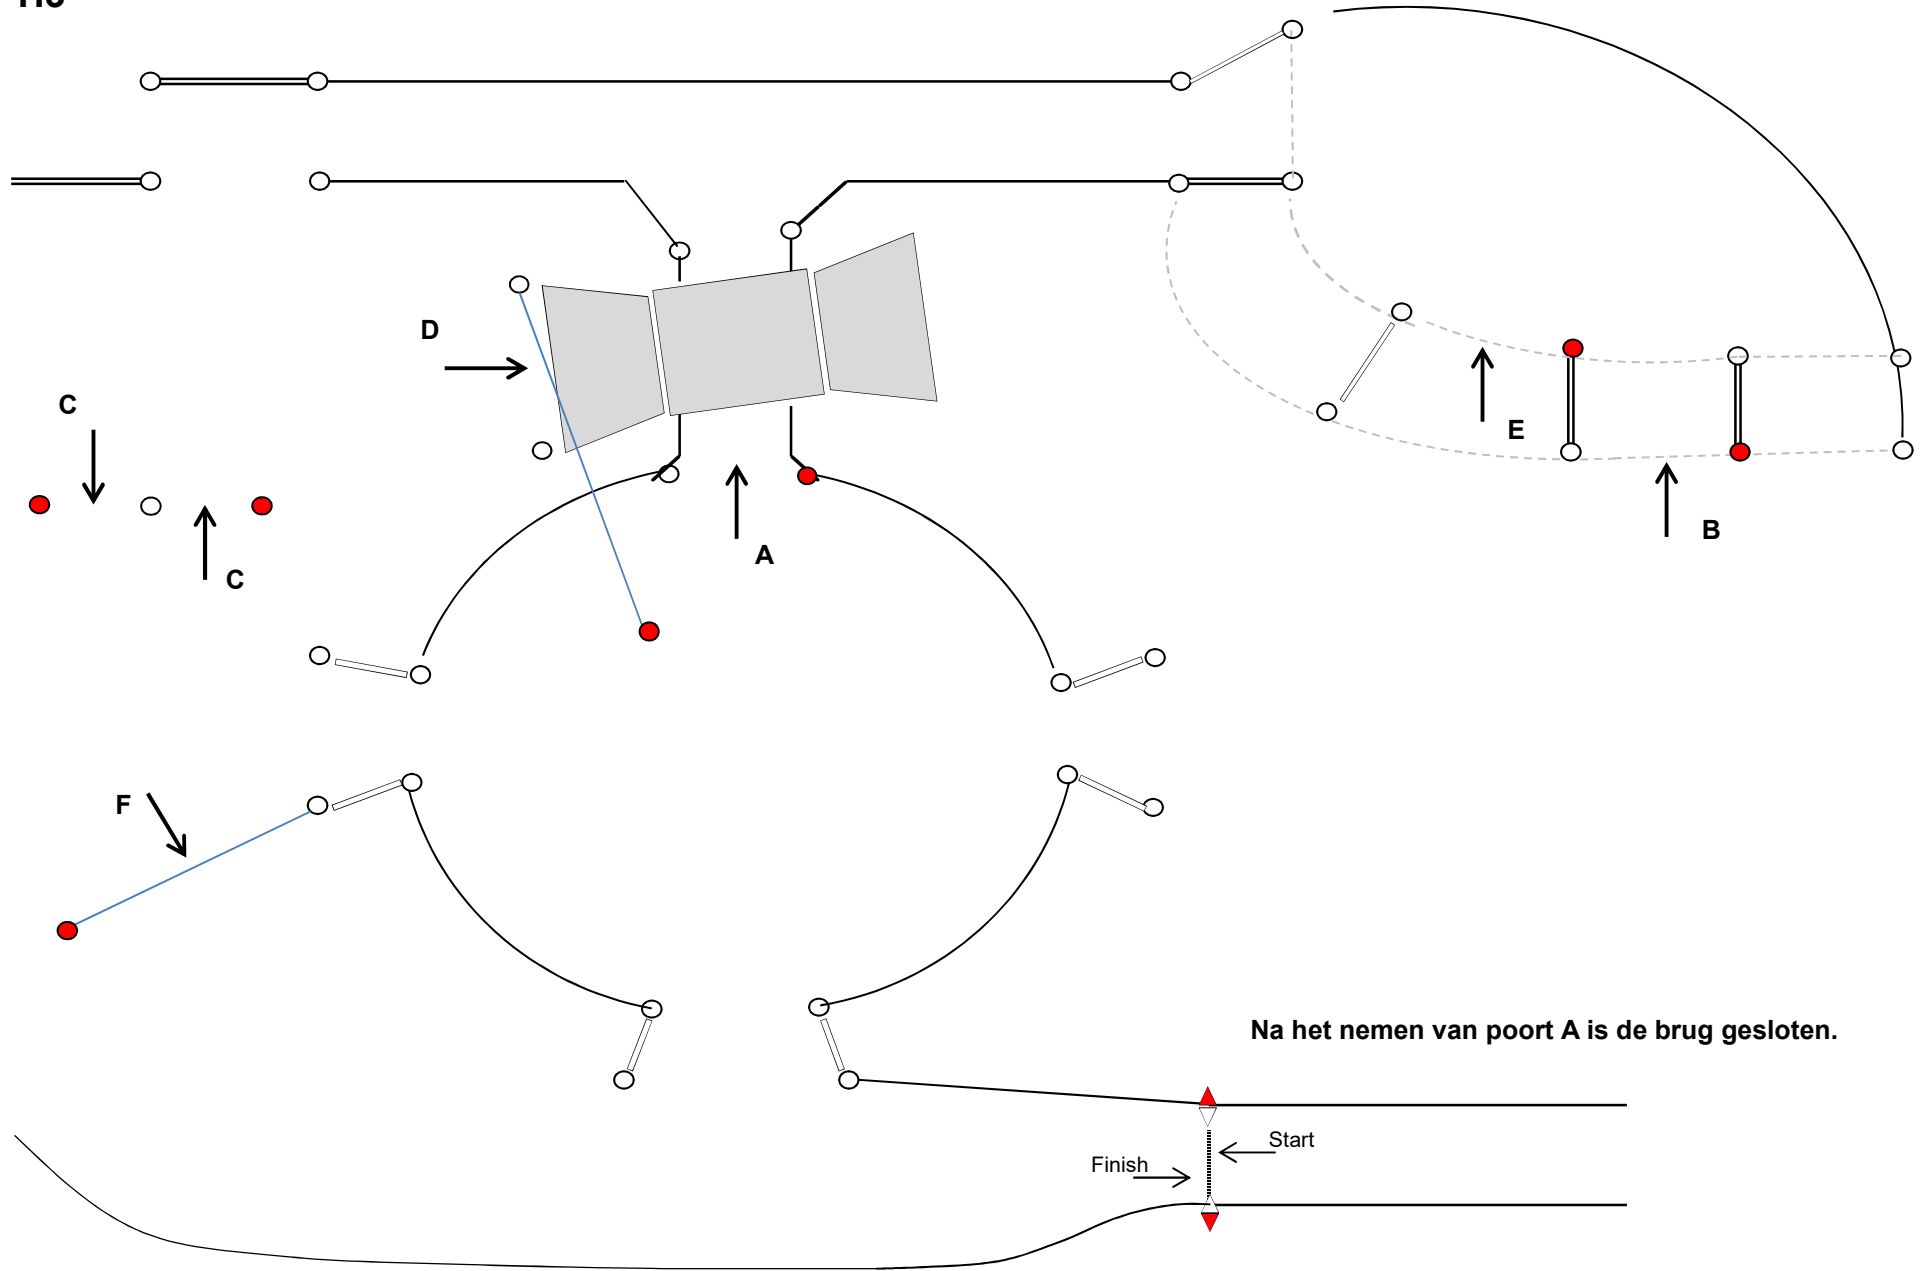 D
C
E
B
A
C
F
Na het nemen van poort A is de brug gesloten.
Start
Finish